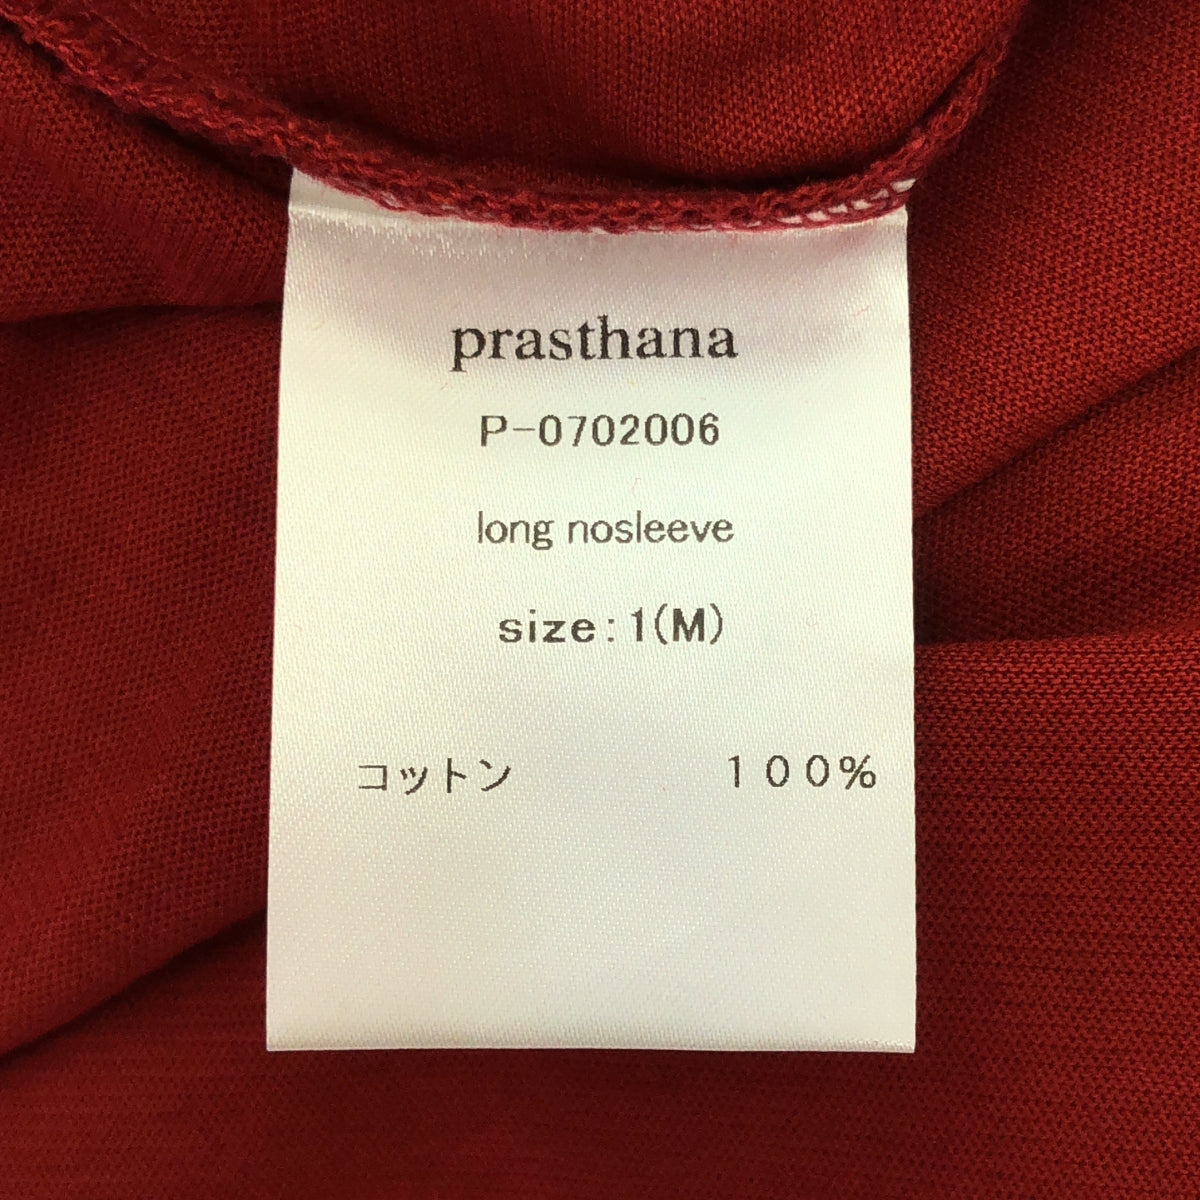 prasthana
P-0702006
long nosleeve
size:1(M)
コットン １００%